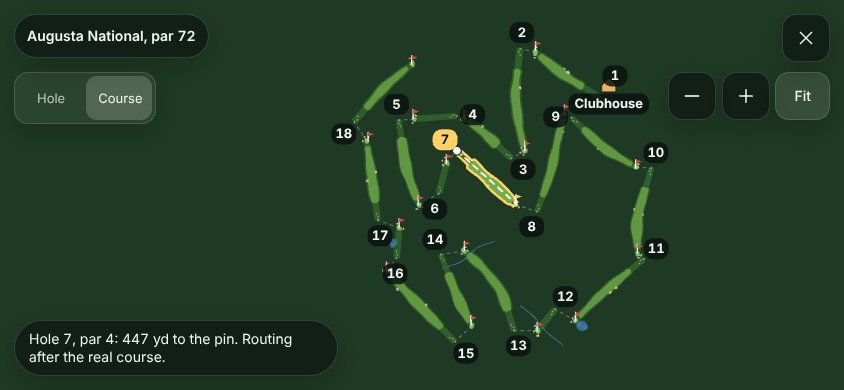 Augusta National, par 72
Hole
Course
2
1
Clubhouse
Fit
5
4
9
18
7
3
10
6
8
17
14
11
16
12
13
15
Hole 7, par 4: 447 yd to the pin. Routing
after the real course.